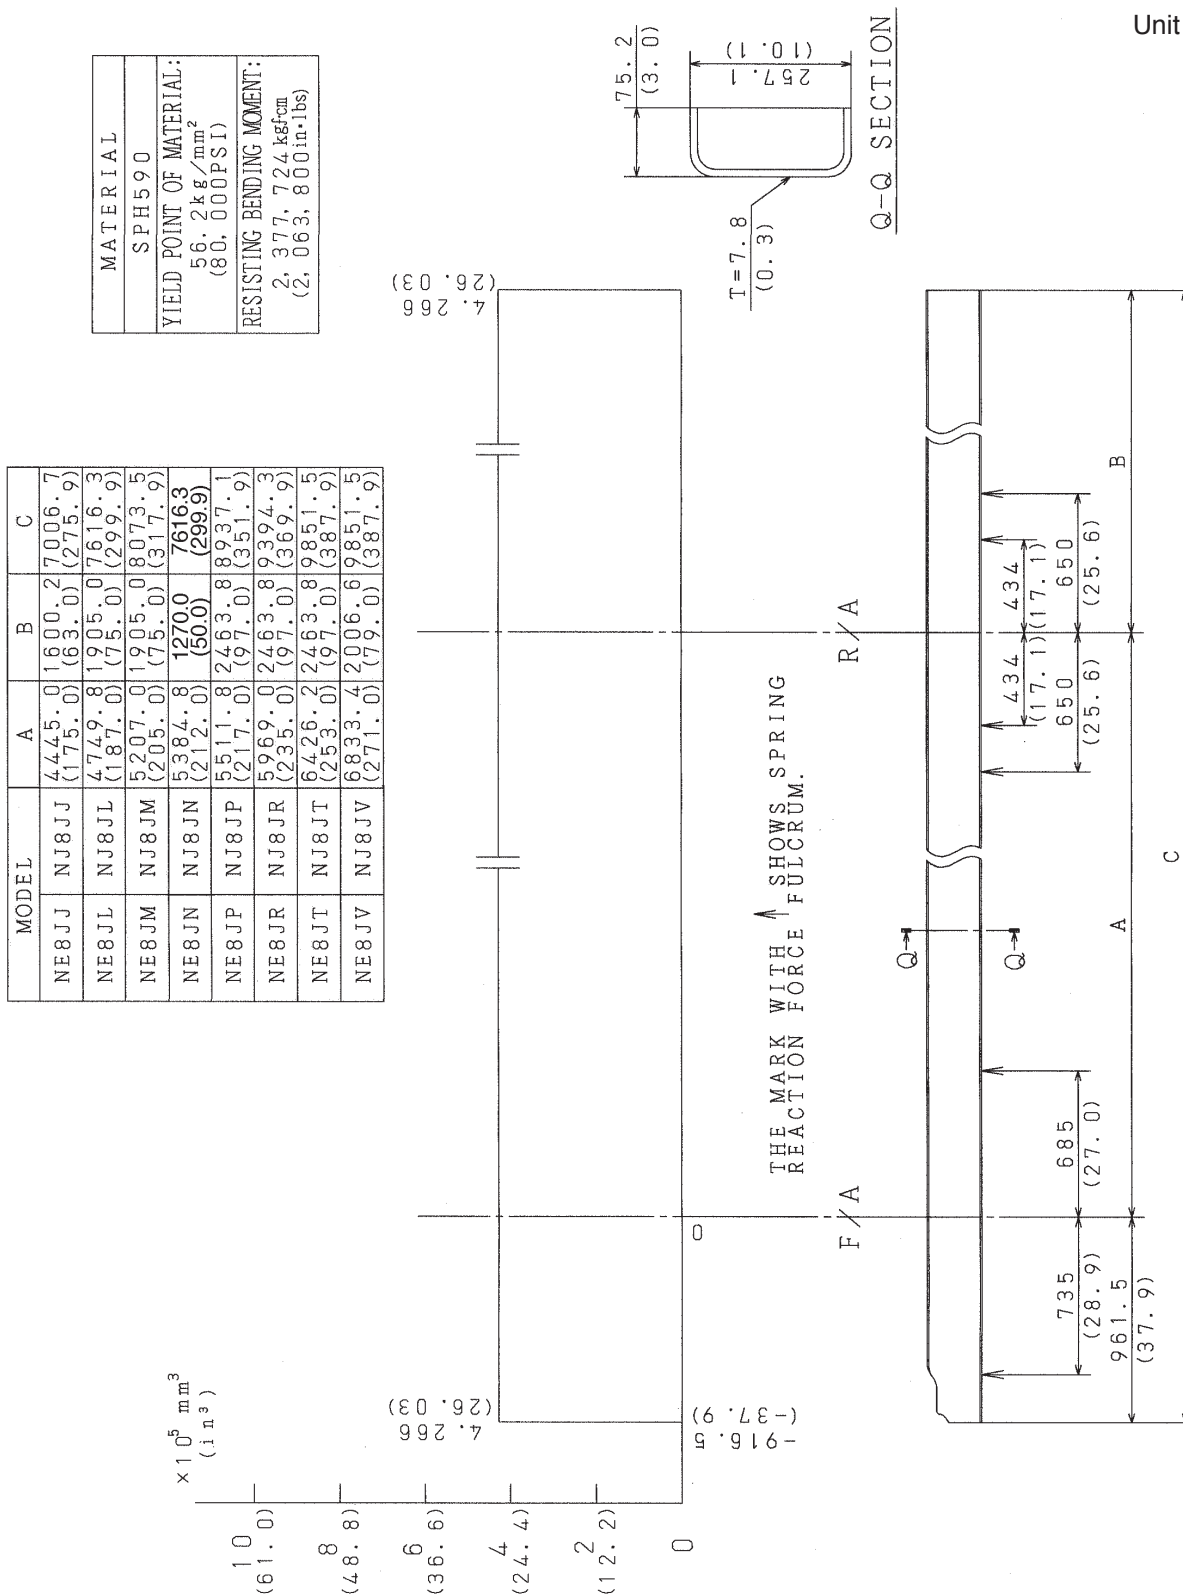 Unit
MODEL A B C
NE8JJ NJ8JJ 4445.0 (175.0) 1600.2 (63.0) 7006.7 (275.9)
NE8JL NJ8JL 4749.8 (187.0) 1905.0 (75.0) 7616.3 (299.9)
NE8JM NJ8JM 5207.0 (205.0) 1905.0 (75.0) 8073.5 (317.9)
NE8JN NJ8JN 5384.8 (212.0) 1270.0 (50.0) 7616.3 (299.9)
NE8JP NJ8JP 5511.8 (217.0) 2463.8 (97.0) 8937.1 (351.9)
NE8JR NJ8JR 5969.0 (235.0) 2463.8 (97.0) 9394.3 (369.9)
NE8JT NJ8JT 6426.2 (253.0) 2463.8 (97.0) 9851.5 (387.9)
NE8JV NJ8JV 6833.4 (271.0) 2006.6 (79.0) 9851.5 (387.9)
MATERIAL
SPH590
YIELD POINT OF MATERIAL:
56.2kg/mm²
(80,000PSI)
RESISTING BENDING MOMENT:
2,377,724kgf·cm
(2,063,800in·lbs)
×10⁵ mm³
(in³)
10
(61.0)
8
(48.8)
6
(36.6)
4
(24.4)
2
(12.2)
0
4.266
(26.03)
4.266
(26.03)
-916.5
(-37.9)
0
THE MARK WITH ↑ SHOWS SPRING
REACTION FORCE FULCRUM.
75.2
(3.0)
257.1
(10.1)
T=7.8
(0.3)
Q-Q SECTION
F/A
R/A
Q
Q
735
(28.9)
685
(27.0)
961.5
(37.9)
434
(17.1)
434
(17.1)
650
(25.6)
650
(25.6)
A
B
C